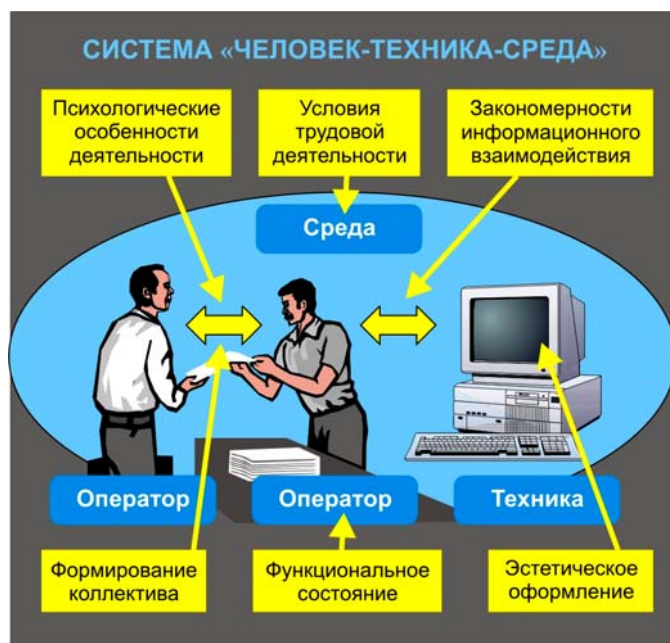 СИСТЕМА «ЧЕЛОВЕК-ТЕХНИКА-СРЕДА»
Психологические
особенности
деятельности
Условия
трудовой
деятельности
Закономерности
информационного
взаимодействия
Среда
Оператор
Оператор
Техника
Формирование
коллектива
Функциональное
состояние
Эстетическое
оформление